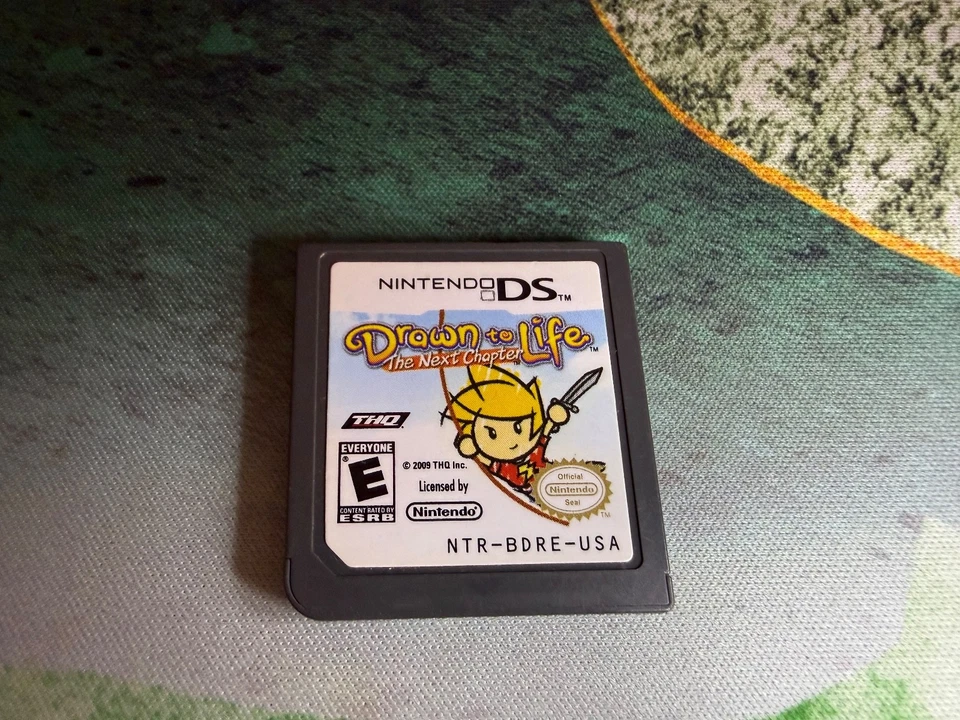 NINTENDO DS™
Drawn to Life™
The Next Chapter
THQ
EVERYONE
E
®
CONTENT RATED BY
ESRB
© 2009 THQ Inc.
Licensed by
Nintendo®
Official
Nintendo
Seal
TM
NTR-BDRE-USA